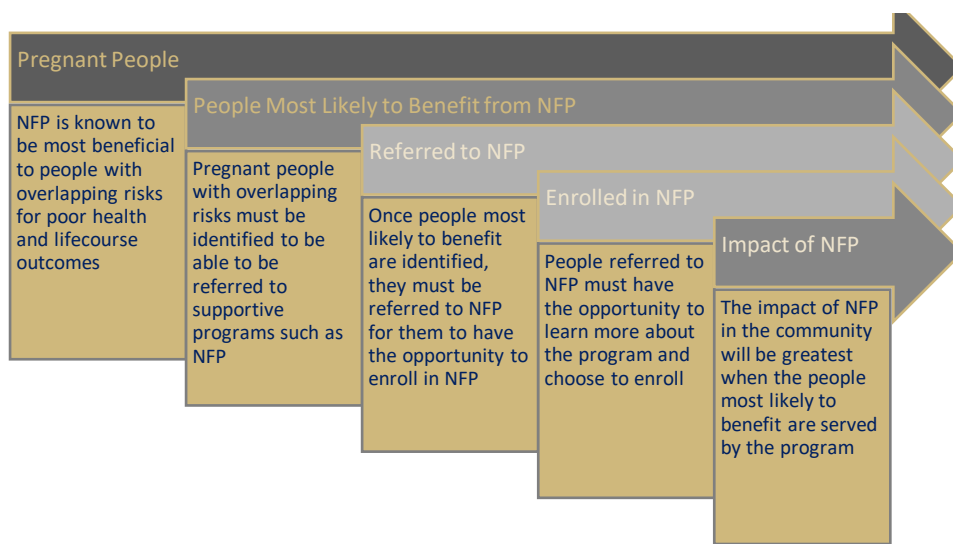 Pregnant People
NFP is known to
be most beneficial
to people with
overlapping risks
for poor health
and lifecourse
outcomes
People Most Likely to Benefit from NFP
Pregnant people
with overlapping
risks must be
identified to be
able to be
referred to
supportive
programs such as
NFP
Referred to NFP
Once people most
likely to benefit
are identified,
they must be
referred to NFP
for them to have
the opportunity to
enroll in NFP
Enrolled in NFP
People referred to
NFP must have
the opportunity to
learn more about
the program and
choose to enroll
Impact of NFP
The impact of NFP
in the community
will be greatest
when the people
most likely to
benefit are served
by the program